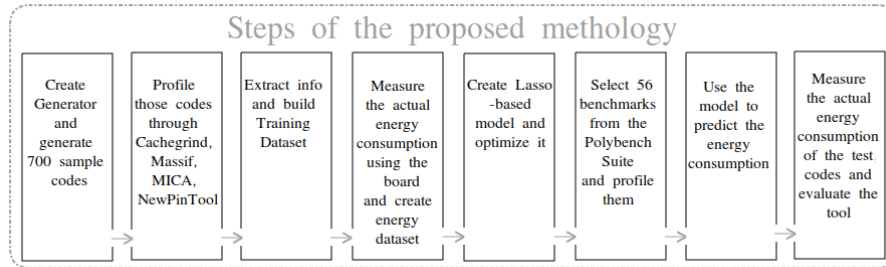 Steps of the proposed methology
Create
Generator
and
generate
700 sample
codes
Profile
those codes
through
Cachegrind,
Massif,
MICA,
NewPinTool
Extract info
and build
Training
Dataset
Measure
the actual
energy
consumption
using the
board
and create
energy
dataset
Create Lasso
-based
model and
optimize it
Select 56
benchmarks
from the
Polybench
Suite
and profile
them
Use the
model to
predict the
energy
consumption
Measure
the actual
energy
consumption
of the test
codes and
evaluate the
tool